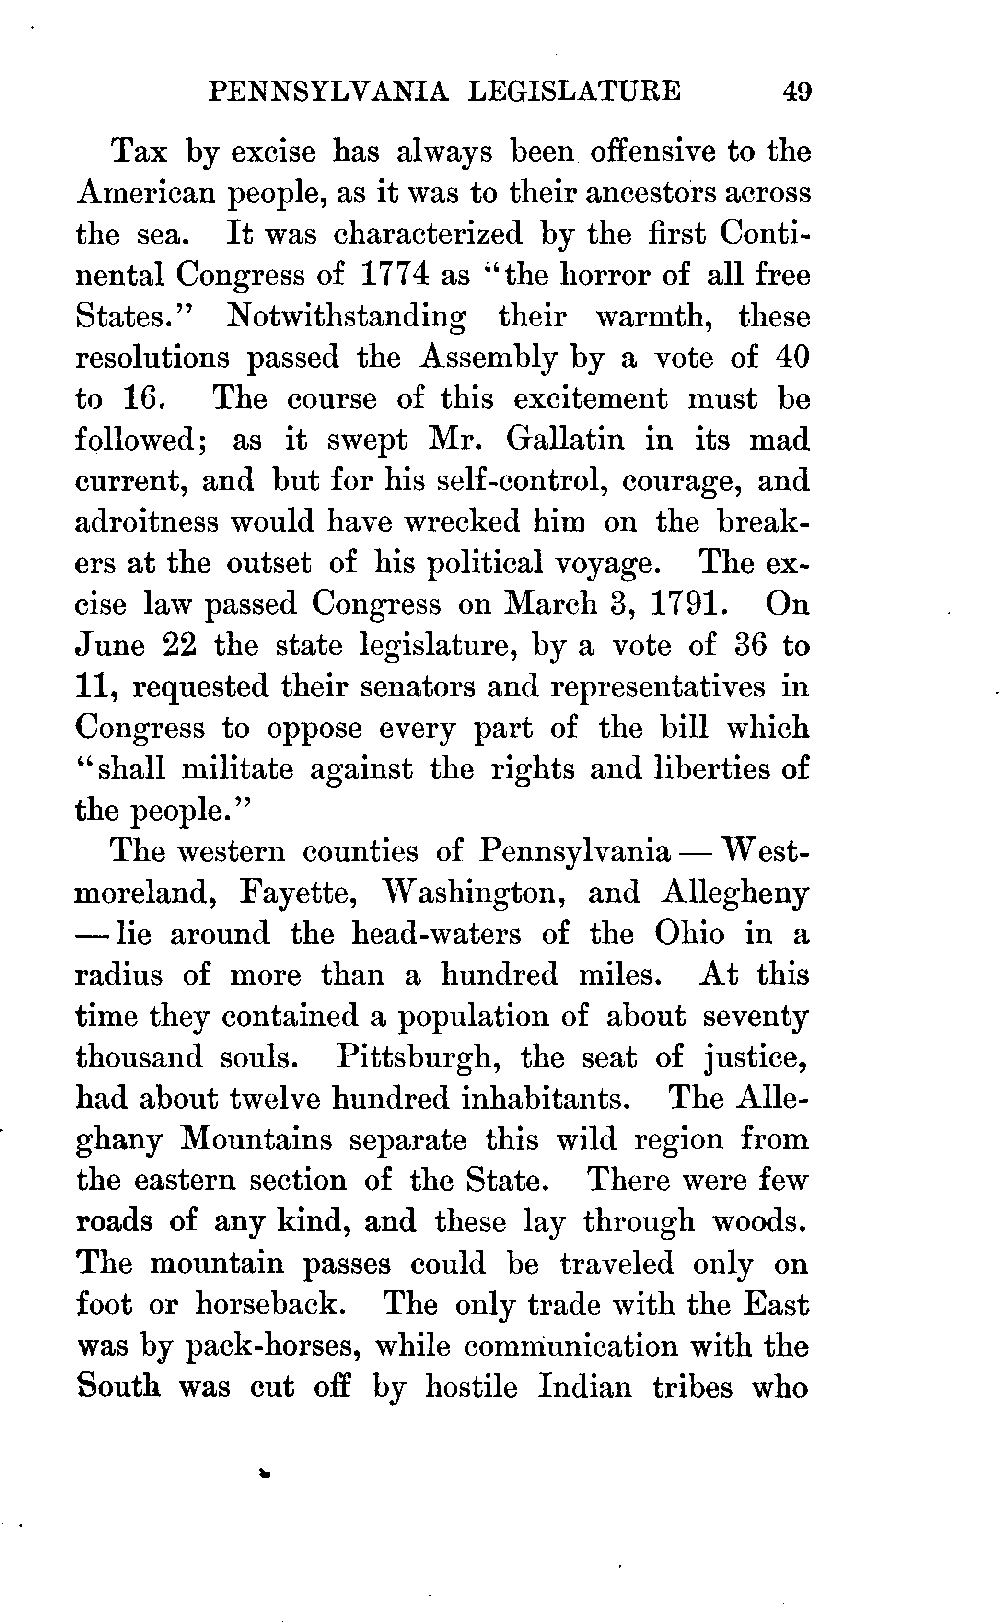 PENNSYLVANIA LEGISLATURE 49
Tax by excise has always been offensive to the
American people, as it was to their ancestors across
the sea. It was characterized by the first Conti-
nental Congress of 1774 as "the horror of all free
States." Notwithstanding their warmth, these
resolutions passed the Assembly by a vote of 40
to 16. The course of this excitement must be
followed; as it swept Mr. Gallatin in its mad
current, and but for his self-control, courage, and
adroitness would have wrecked him on the break-
ers at the outset of his political voyage. The ex-
cise law passed Congress on March 3, 1791. On
June 22 the state legislature, by a vote of 36 to
11, requested their senators and representatives in
Congress to oppose every part of the bill which
"shall militate against the rights and liberties of
the people."
The western counties of Pennsylvania — West-
moreland, Fayette, Washington, and Allegheny
— lie around the head-waters of the Ohio in a
radius of more than a hundred miles. At this
time they contained a population of about seventy
thousand souls. Pittsburgh, the seat of justice,
had about twelve hundred inhabitants. The Alle-
ghany Mountains separate this wild region from
the eastern section of the State. There were few
roads of any kind, and these lay through woods.
The mountain passes could be traveled only on
foot or horseback. The only trade with the East
was by pack-horses, while communication with the
South was cut off by hostile Indian tribes who